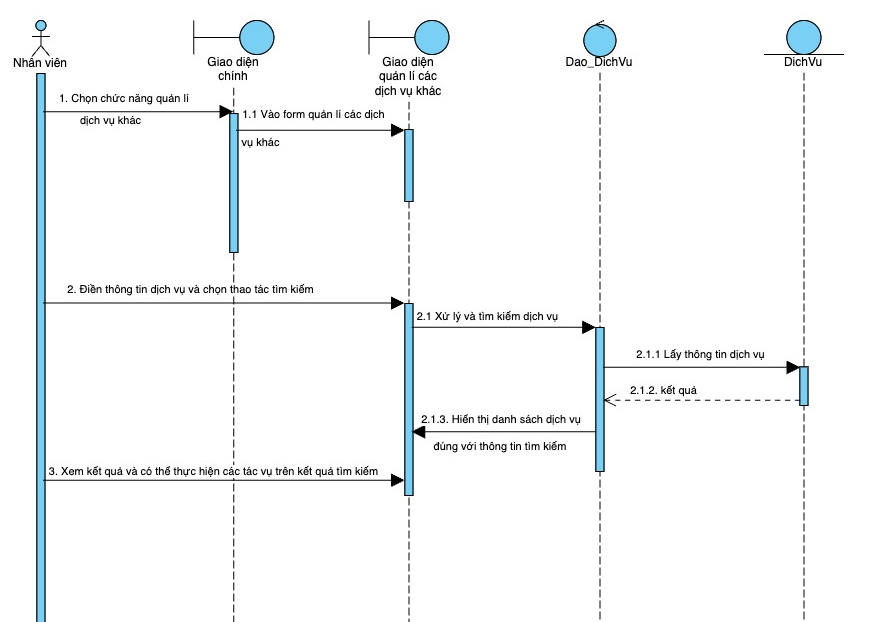 Nhân viên
Giao diện
chính
Giao diện
quản lí các
dịch vụ khác
Dao_DichVu
DichVu
1. Chọn chức năng quản lí
dịch vụ khác
1.1 Vào form quản lí các dịch
vụ khác
2. Điền thông tin dịch vụ và chọn thao tác tìm kiếm
2.1 Xử lý và tìm kiếm dịch vụ
2.1.1 Lấy thông tin dịch vụ
2.1.2. kết quả
2.1.3. Hiển thị danh sách dịch vụ
đúng với thông tin tìm kiếm
3. Xem kết quả và có thể thực hiện các tác vụ trên kết quả tìm kiếm